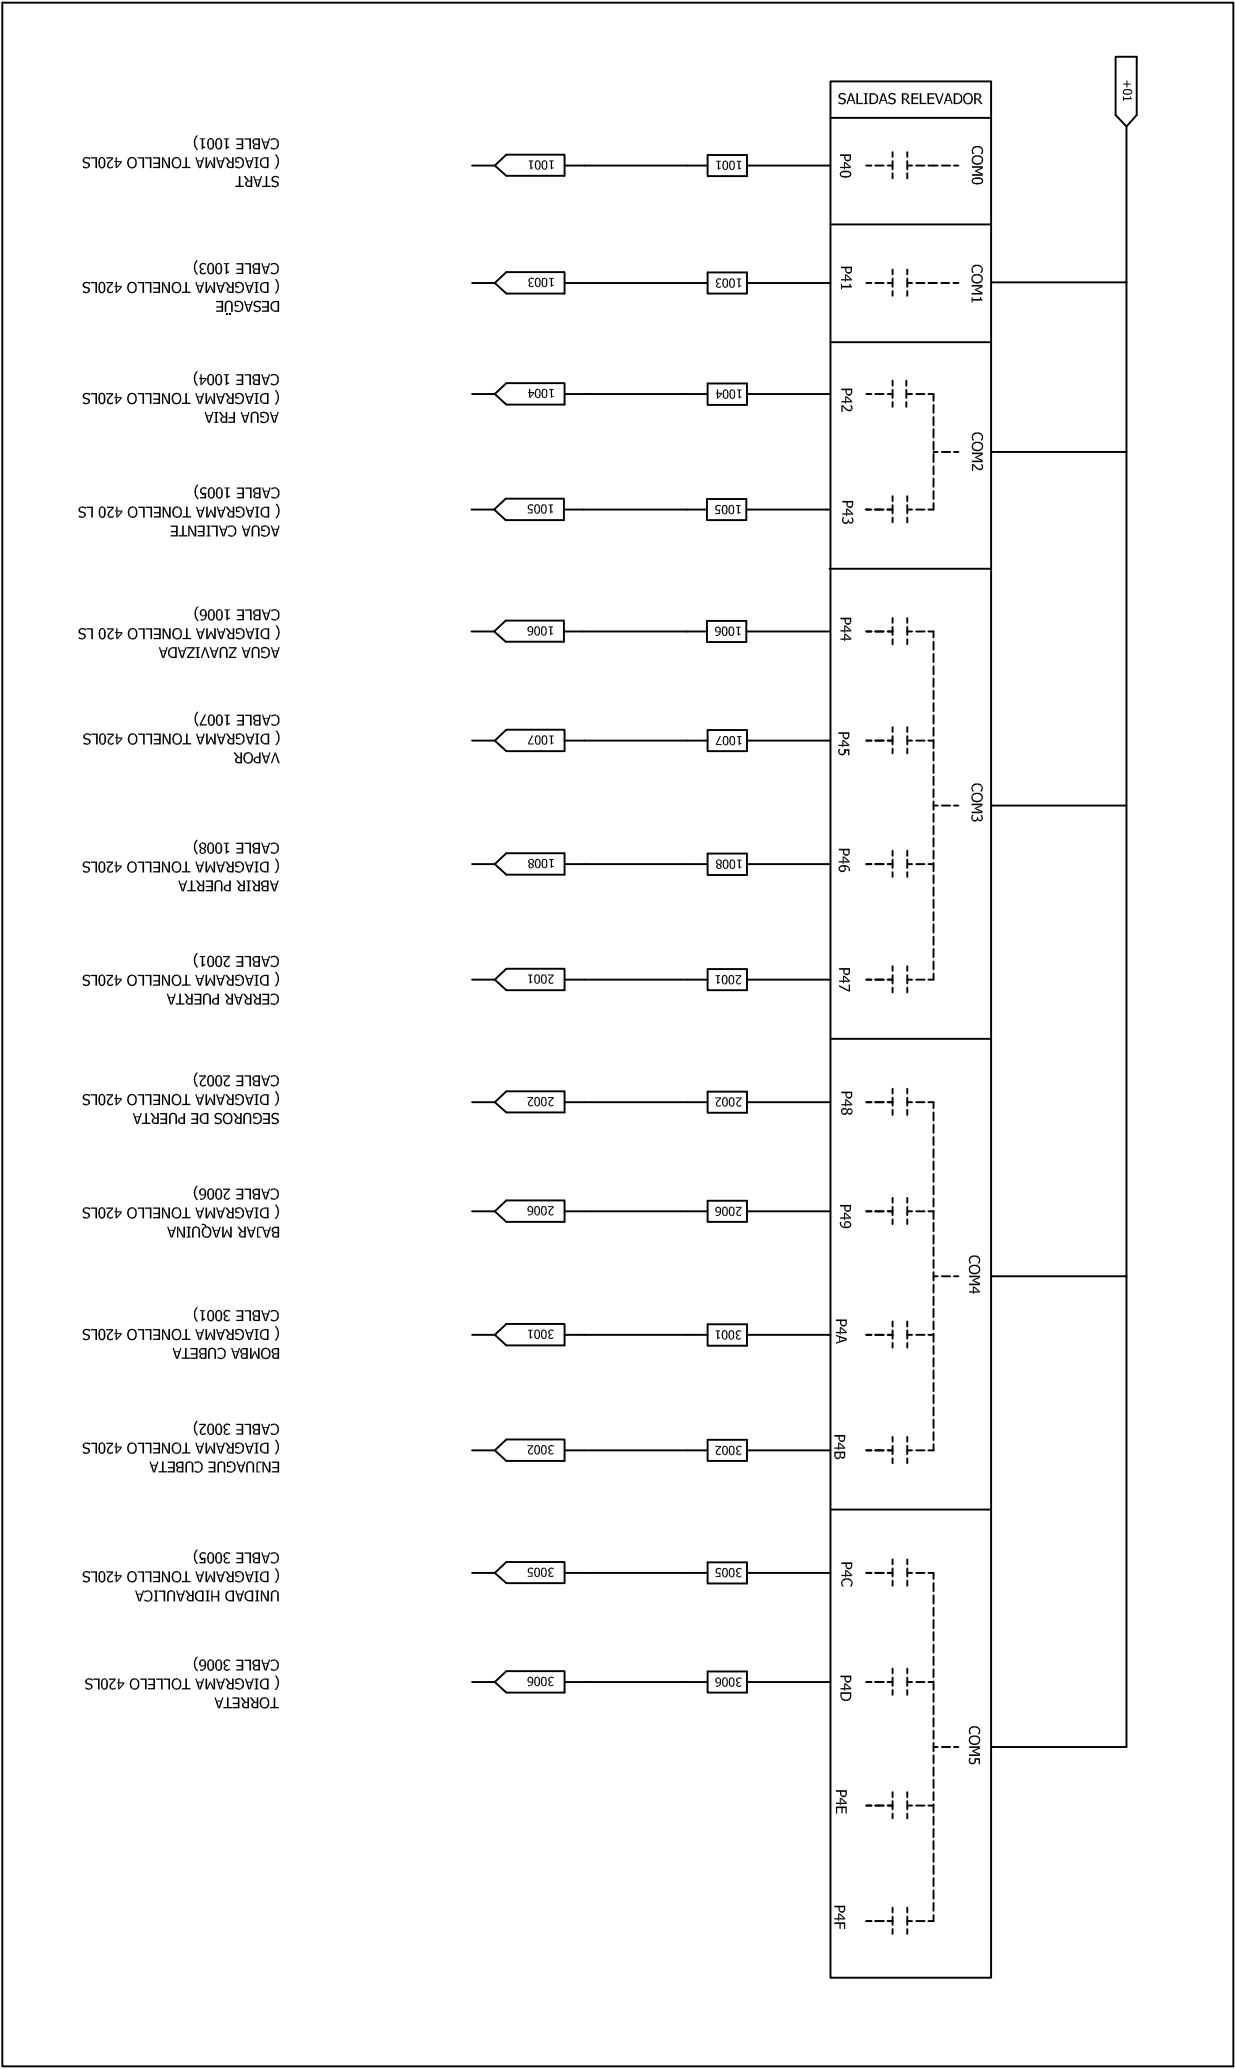 +01
SALIDAS RELEVADOR
START
( DIAGRAMA TONELLO 420LS
CABLE 1001)
1001
1001
P40
COM0
DESAGÜE
( DIAGRAMA TONELLO 420LS
CABLE 1003)
1003
1003
P41
COM1
AGUA FRIA
( DIAGRAMA TONELLO 420LS
CABLE 1004)
1004
1004
P42
COM2
AGUA CALIENTE
( DIAGRAMA TONELLO 420 LS
CABLE 1005)
1005
1005
P43
AGUA ZUAVIZADA
( DIAGRAMA TONELLO 420 LS
CABLE 1006)
1006
1006
P44
VAPOR
( DIAGRAMA TONELLO 420LS
CABLE 1007)
1007
1007
P45
COM3
ABRIR PUERTA
( DIAGRAMA TONELLO 420LS
CABLE 1008)
1008
1008
P46
CERRAR PUERTA
( DIAGRAMA TONELLO 420LS
CABLE 2001)
2001
2001
P47
SEGUROS DE PUERTA
( DIAGRAMA TONELLO 420LS
CABLE 2002)
2002
2002
P48
BAJAR MAQUINA
( DIAGRAMA TONELLO 420LS
CABLE 2006)
2006
2006
P49
COM4
BOMBA CUBETA
( DIAGRAMA TONELLO 420LS
CABLE 3001)
3001
3001
P4A
ENJUAGUE CUBETA
( DIAGRAMA TONELLO 420LS
CABLE 3002)
3002
3002
P4B
UNIDAD HIDRAULICA
( DIAGRAMA TONELLO 420LS
CABLE 3005)
3005
3005
P4C
TORRETA
( DIAGRAMA TOLLELO 420LS
CABLE 3006)
3006
3006
P4D
COM5
P4E
P4F